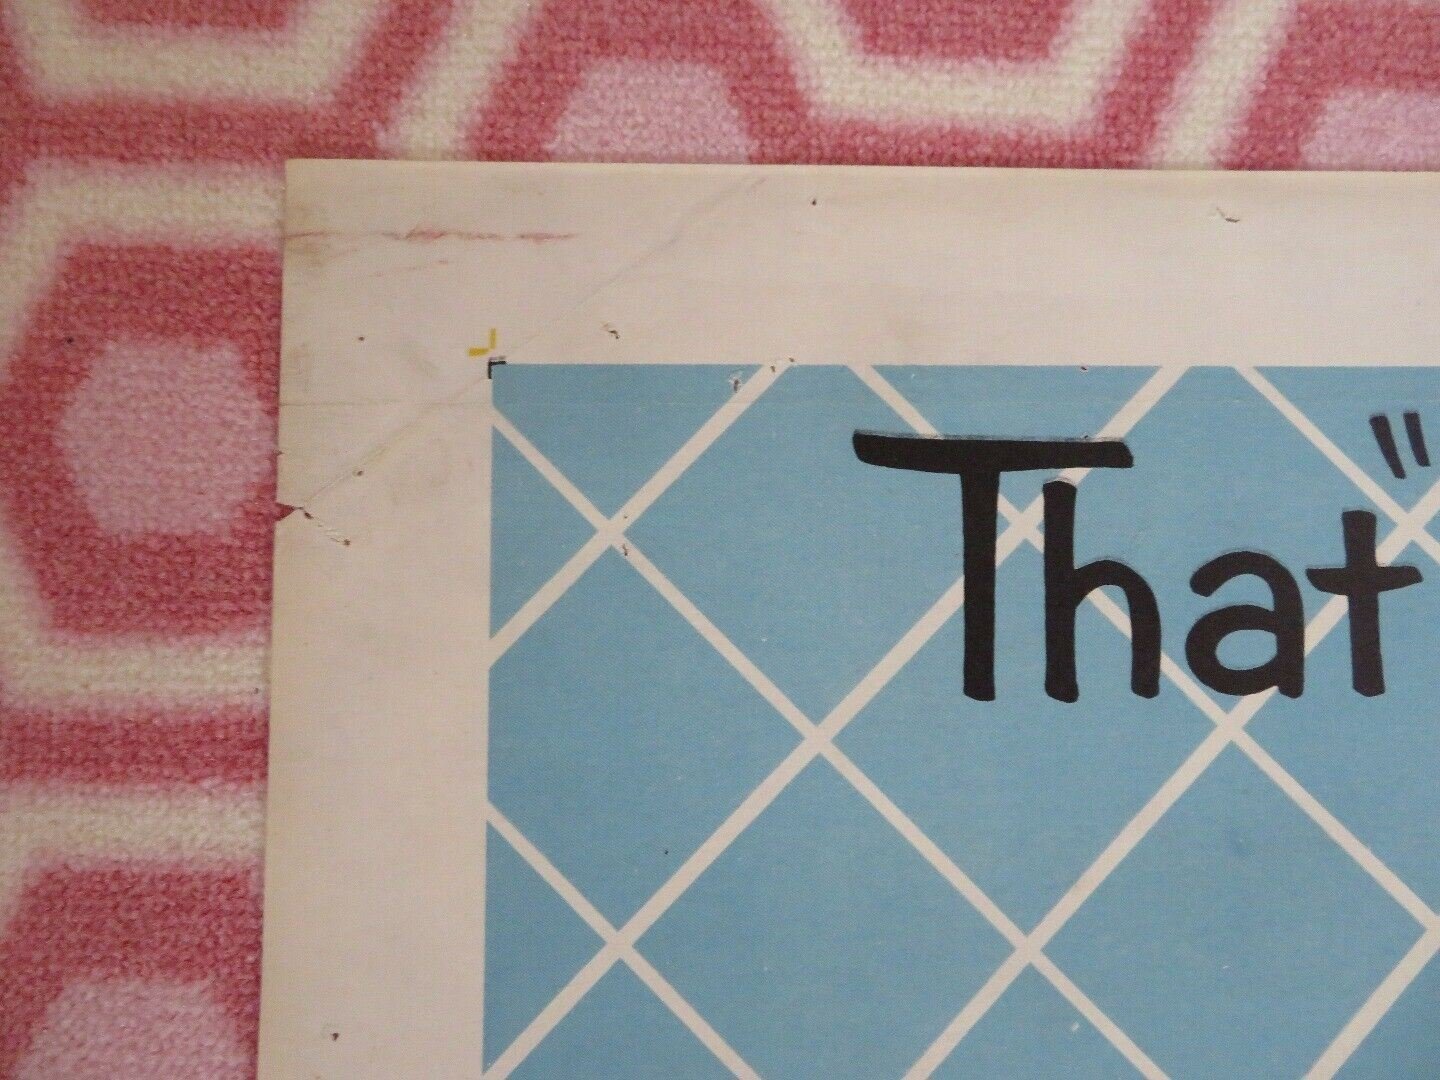 That "